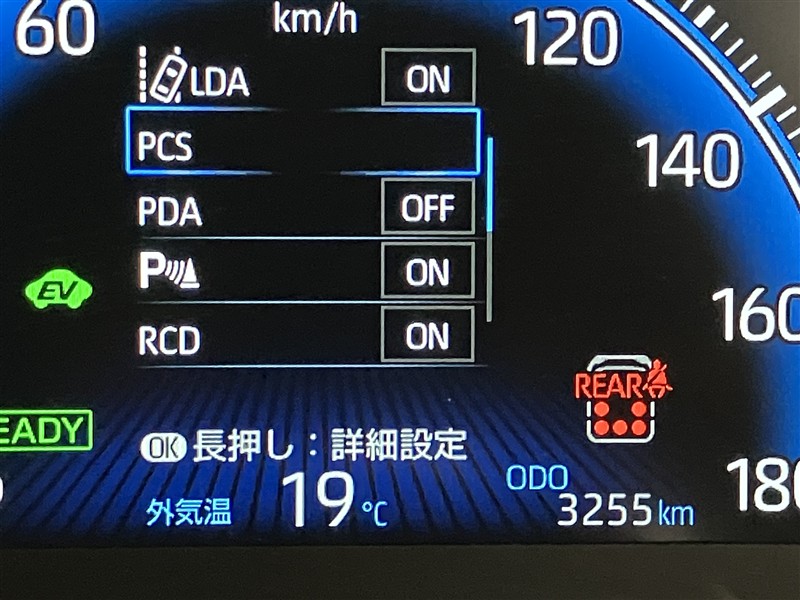 60 km/h 120
LDA ON
PCS
140
PDA OFF
P ON
EV
160
RCD ON
REAR
EADY
OK 長押し：詳細設定
180
外気温 19℃
ODO
3255km